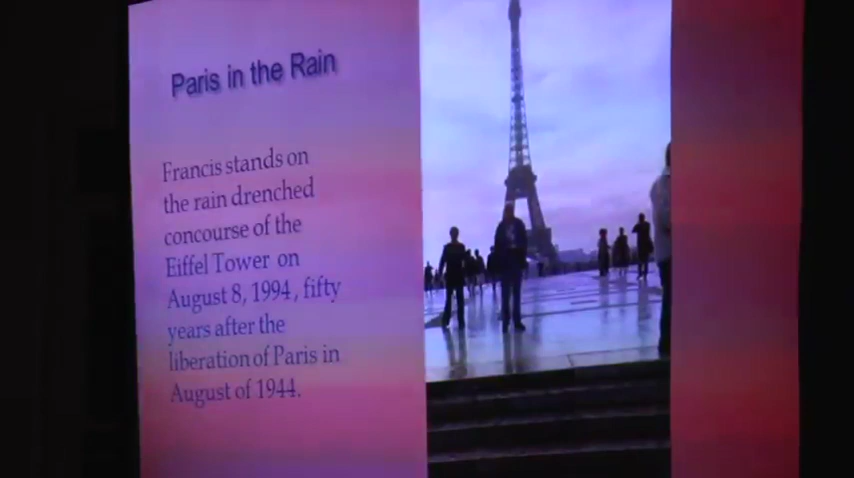 Paris in the Rain
Francis stands on
the rain drenched
concourse of the
Eiffel Tower on
August 8, 1994, fifty
years after the
liberation of Paris in
August of 1944.